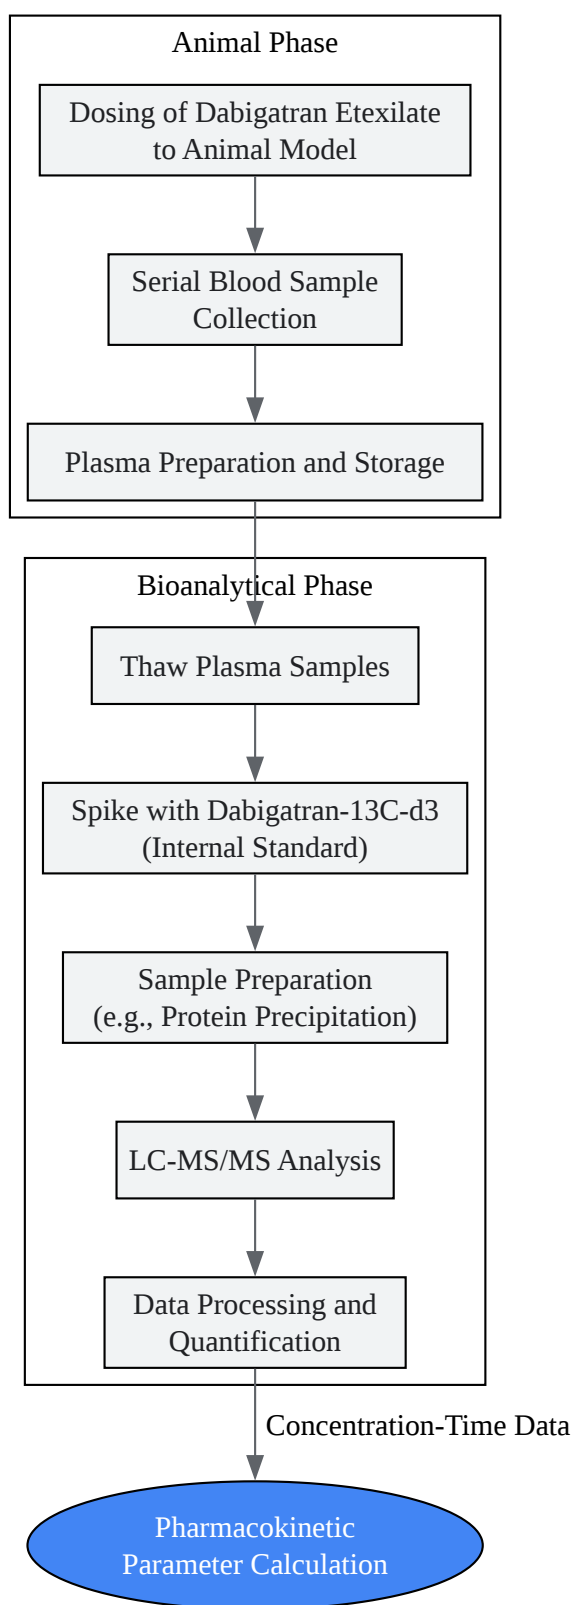 Animal Phase
Dosing of Dabigatran Etexilate
to Animal Model
Serial Blood Sample
Collection
Plasma Preparation and Storage
Bioanalytical Phase
Thaw Plasma Samples
Spike with Dabigatran-13C-d3
(Internal Standard)
Sample Preparation
(e.g., Protein Precipitation)
LC-MS/MS Analysis
Data Processing and
Quantification
Concentration-Time Data
Pharmacokinetic
Parameter Calculation